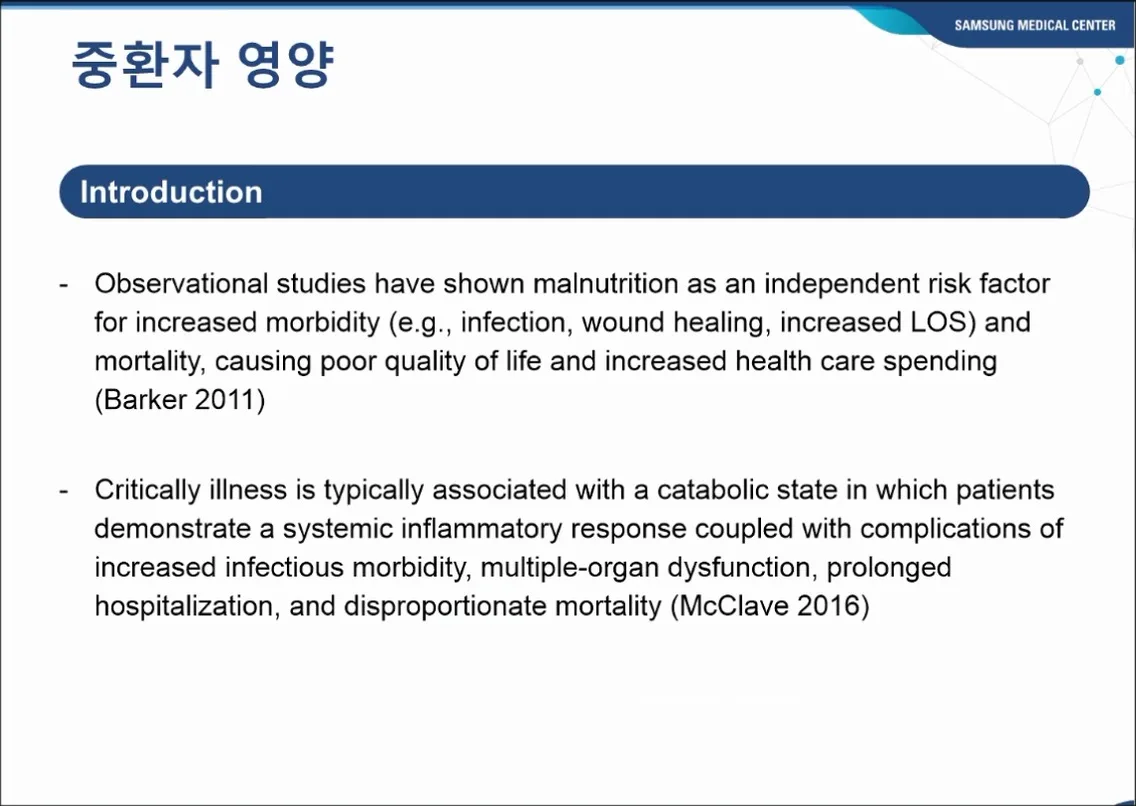 SAMSUNG MEDICAL CENTER
중환자 영양
Introduction
- Observational studies have shown malnutrition as an independent risk factor
for increased morbidity (e.g., infection, wound healing, increased LOS) and
mortality, causing poor quality of life and increased health care spending
(Barker 2011)
- Critically illness is typically associated with a catabolic state in which patients
demonstrate a systemic inflammatory response coupled with complications of
increased infectious morbidity, multiple-organ dysfunction, prolonged
hospitalization, and disproportionate mortality (McClave 2016)